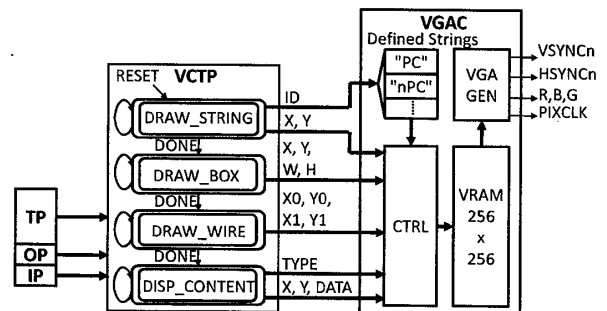 VGAC
Defined Strings
VSYNCn
HSYNCn
R,B,G
PIXCLK
"PC"
"nPC"
VGA
GEN
RESET
VCTP
ID
DRAW_STRING
X, Y
DONE
X, Y,
DRAW_BOX
W, H
DONE
X0, Y0,
TP
DRAW_WIRE
X1, Y1
CTRL
VRAM
256
x
256
OP
DONE
IP
TYPE
DISP_CONTENT
X, Y, DATA